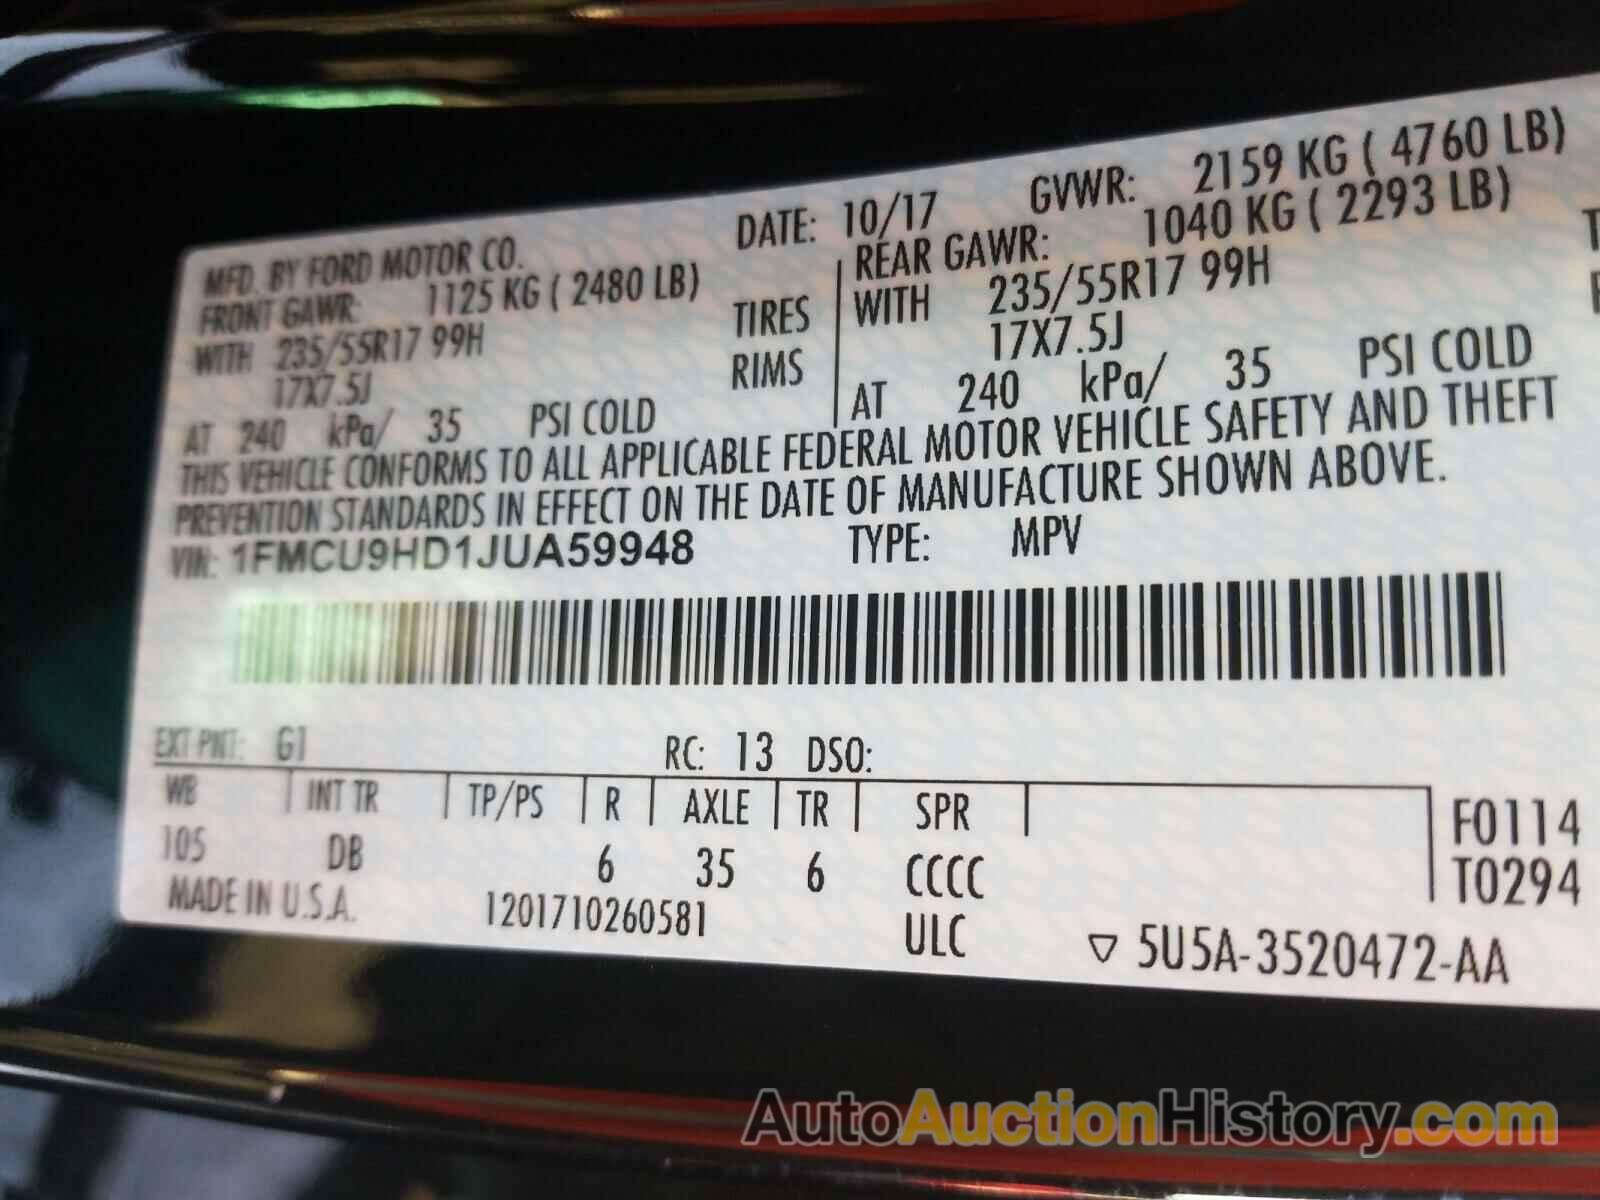 MFD. BY FORD MOTOR CO. DATE: 10/17 GVWR: 2159 KG ( 4760 LB)
FRONT GAWR: 1125 KG ( 2480 LB) REAR GAWR: 1040 KG ( 2293 LB)
WITH 235/55R17 99H TIRES WITH 235/55R17 99H
17X7.5J RIMS 17X7.5J
AT 240 kPa/ 35 PSI COLD AT 240 kPa/ 35 PSI COLD
THIS VEHICLE CONFORMS TO ALL APPLICABLE FEDERAL MOTOR VEHICLE SAFETY AND THEFT
PREVENTION STANDARDS IN EFFECT ON THE DATE OF MANUFACTURE SHOWN ABOVE.
VIN: 1FMCU9HD1JUA59948 TYPE: MPV
EXT PNT: G1 RC: 13 DSO:
WB INT TR TP/PS R AXLE TR SPR F0114
105 DB 6 35 6 CCCC T0294
MADE IN U.S.A. 1201710260581 ULC ▽ 5U5A-3520472-AA
AutoAuctionHistory.com